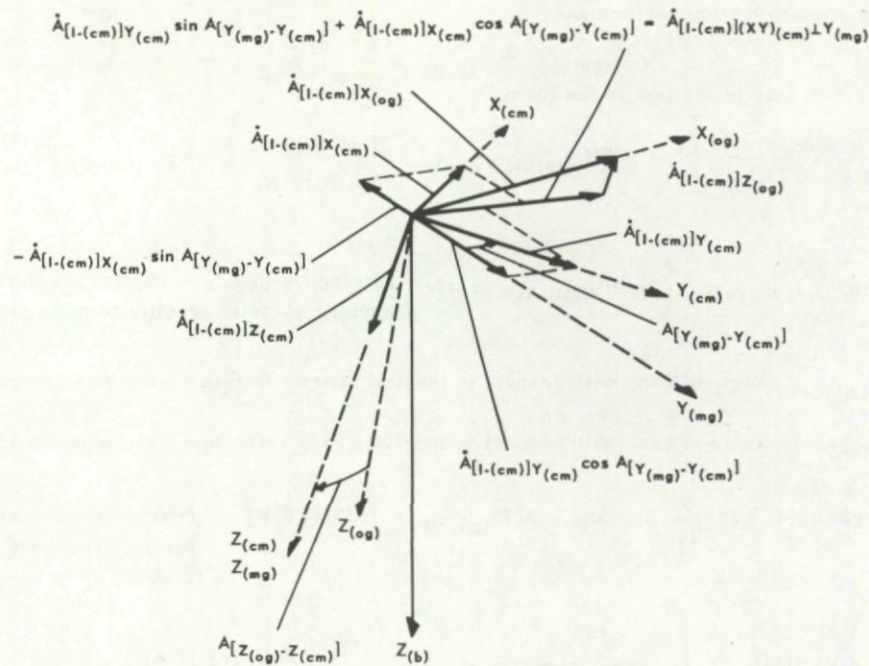 Ȧ[I-(cm)]Y(cm) sin A[Y(mg)-Y(cm)] + Ȧ[I-(cm)]X(cm) cos A[Y(mg)-Y(cm)] = Ȧ[I-(cm)](XY)(cm)⊥Y(mg)
Ȧ[I-(cm)]X(og)
X(cm)
Ȧ[I-(cm)]X(cm)
X(og)
Ȧ[I-(cm)]Z(og)
Ȧ[I-(cm)]Y(cm)
- Ȧ[I-(cm)]X(cm) sin A[Y(mg)-Y(cm)]
Y(cm)
Ȧ[I-(cm)]Z(cm)
A[Y(mg)-Y(cm)]
Y(mg)
Ȧ[I-(cm)]Y(cm) cos A[Y(mg)-Y(cm)]
Z(og)
Z(cm)
Z(mg)
A[Z(og)-Z(cm)]
Z(b)